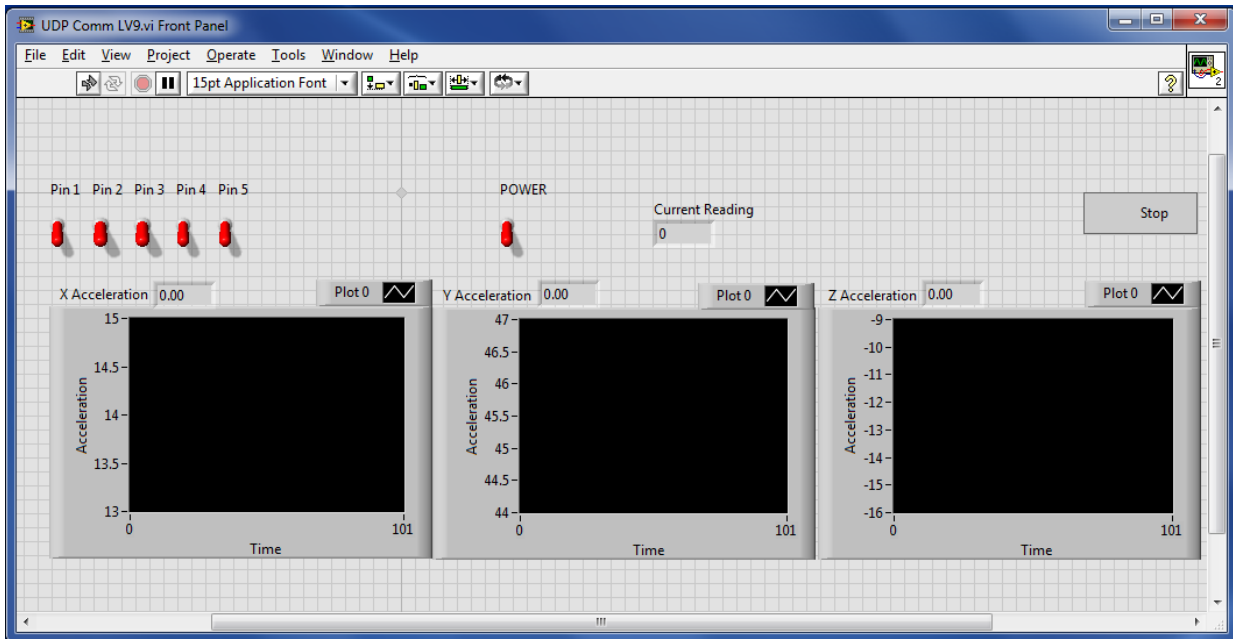 UDP Comm LV9.vi Front Panel
File Edit View Project Operate Tools Window Help
15pt Application Font
?
2
Pin 1 Pin 2 Pin 3 Pin 4 Pin 5
POWER
Current Reading
0
Stop
X Acceleration 0.00 Plot 0
15
14.5
14
13.5
13
Acceleration
0 101
Time
Y Acceleration 0.00 Plot 0
47
46.5
46
45.5
45
44.5
44
Acceleration
0 101
Time
Z Acceleration 0.00 Plot 0
-9
-10
-11
-12
-13
-14
-15
-16
Acceleration
0 101
Time